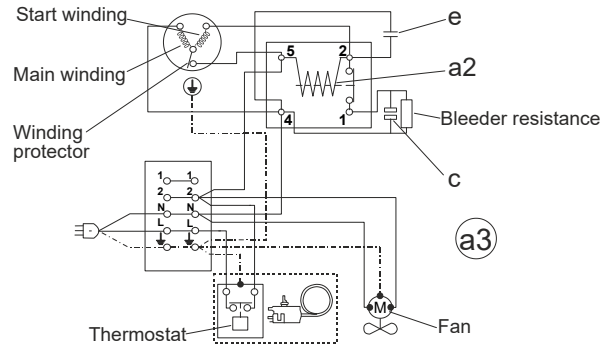 Start winding
e
5 2
a2
Main winding
4 1
Bleeder resistance
Winding
protector
c
1 1
2 2
N N
L L
a3
M
Thermostat
Fan